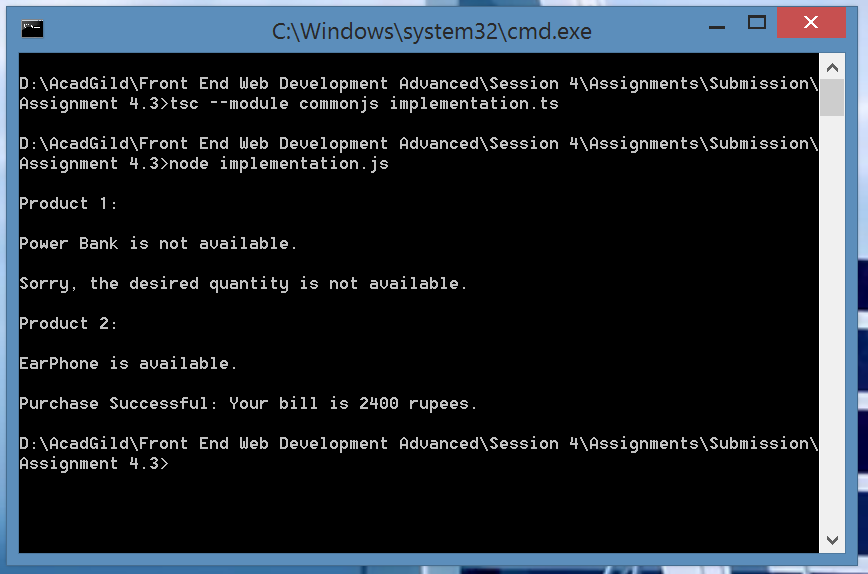 C:\Windows\system32\cmd.exe
D:\AcadGild\Front End Web Development Advanced\Session 4\Assignments\Submission\
Assignment 4.3>tsc --module commonjs implementation.ts
D:\AcadGild\Front End Web Development Advanced\Session 4\Assignments\Submission\
Assignment 4.3>node implementation.js
Product 1:
Power Bank is not available.
Sorry, the desired quantity is not available.
Product 2:
EarPhone is available.
Purchase Successful: Your bill is 2400 rupees.
D:\AcadGild\Front End Web Development Advanced\Session 4\Assignments\Submission\
Assignment 4.3>